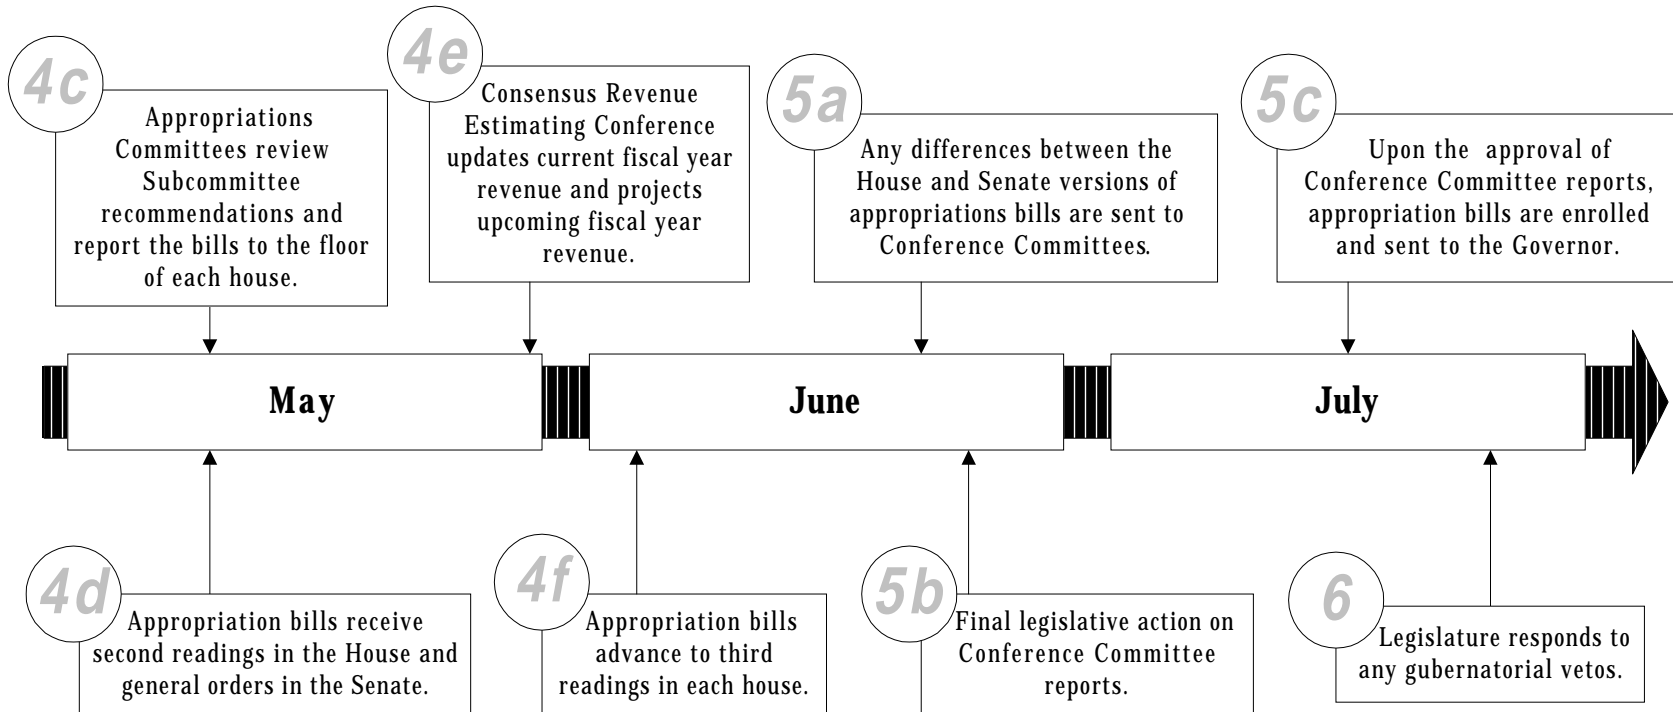 4c
Appropriations
Committees review
Subcommittee
recommendations and
report the bills to the floor
of each house.
4e
Consensus Revenue
Estimating Conference
updates current fiscal year
revenue and projects
upcoming fiscal year
revenue.
5a
Any differences between the
House and Senate versions of
appropriations bills are sent to
Conference Committees.
5c
Upon the approval of
Conference Committee reports,
appropriation bills are enrolled
and sent to the Governor.
May
June
July
4d
Appropriation bills receive
second readings in the House and
general orders in the Senate.
4f
Appropriation bills
advance to third
readings in each house.
5b
Final legislative action on
Conference Committee
reports.
6
Legislature responds to
any gubernatorial vetos.